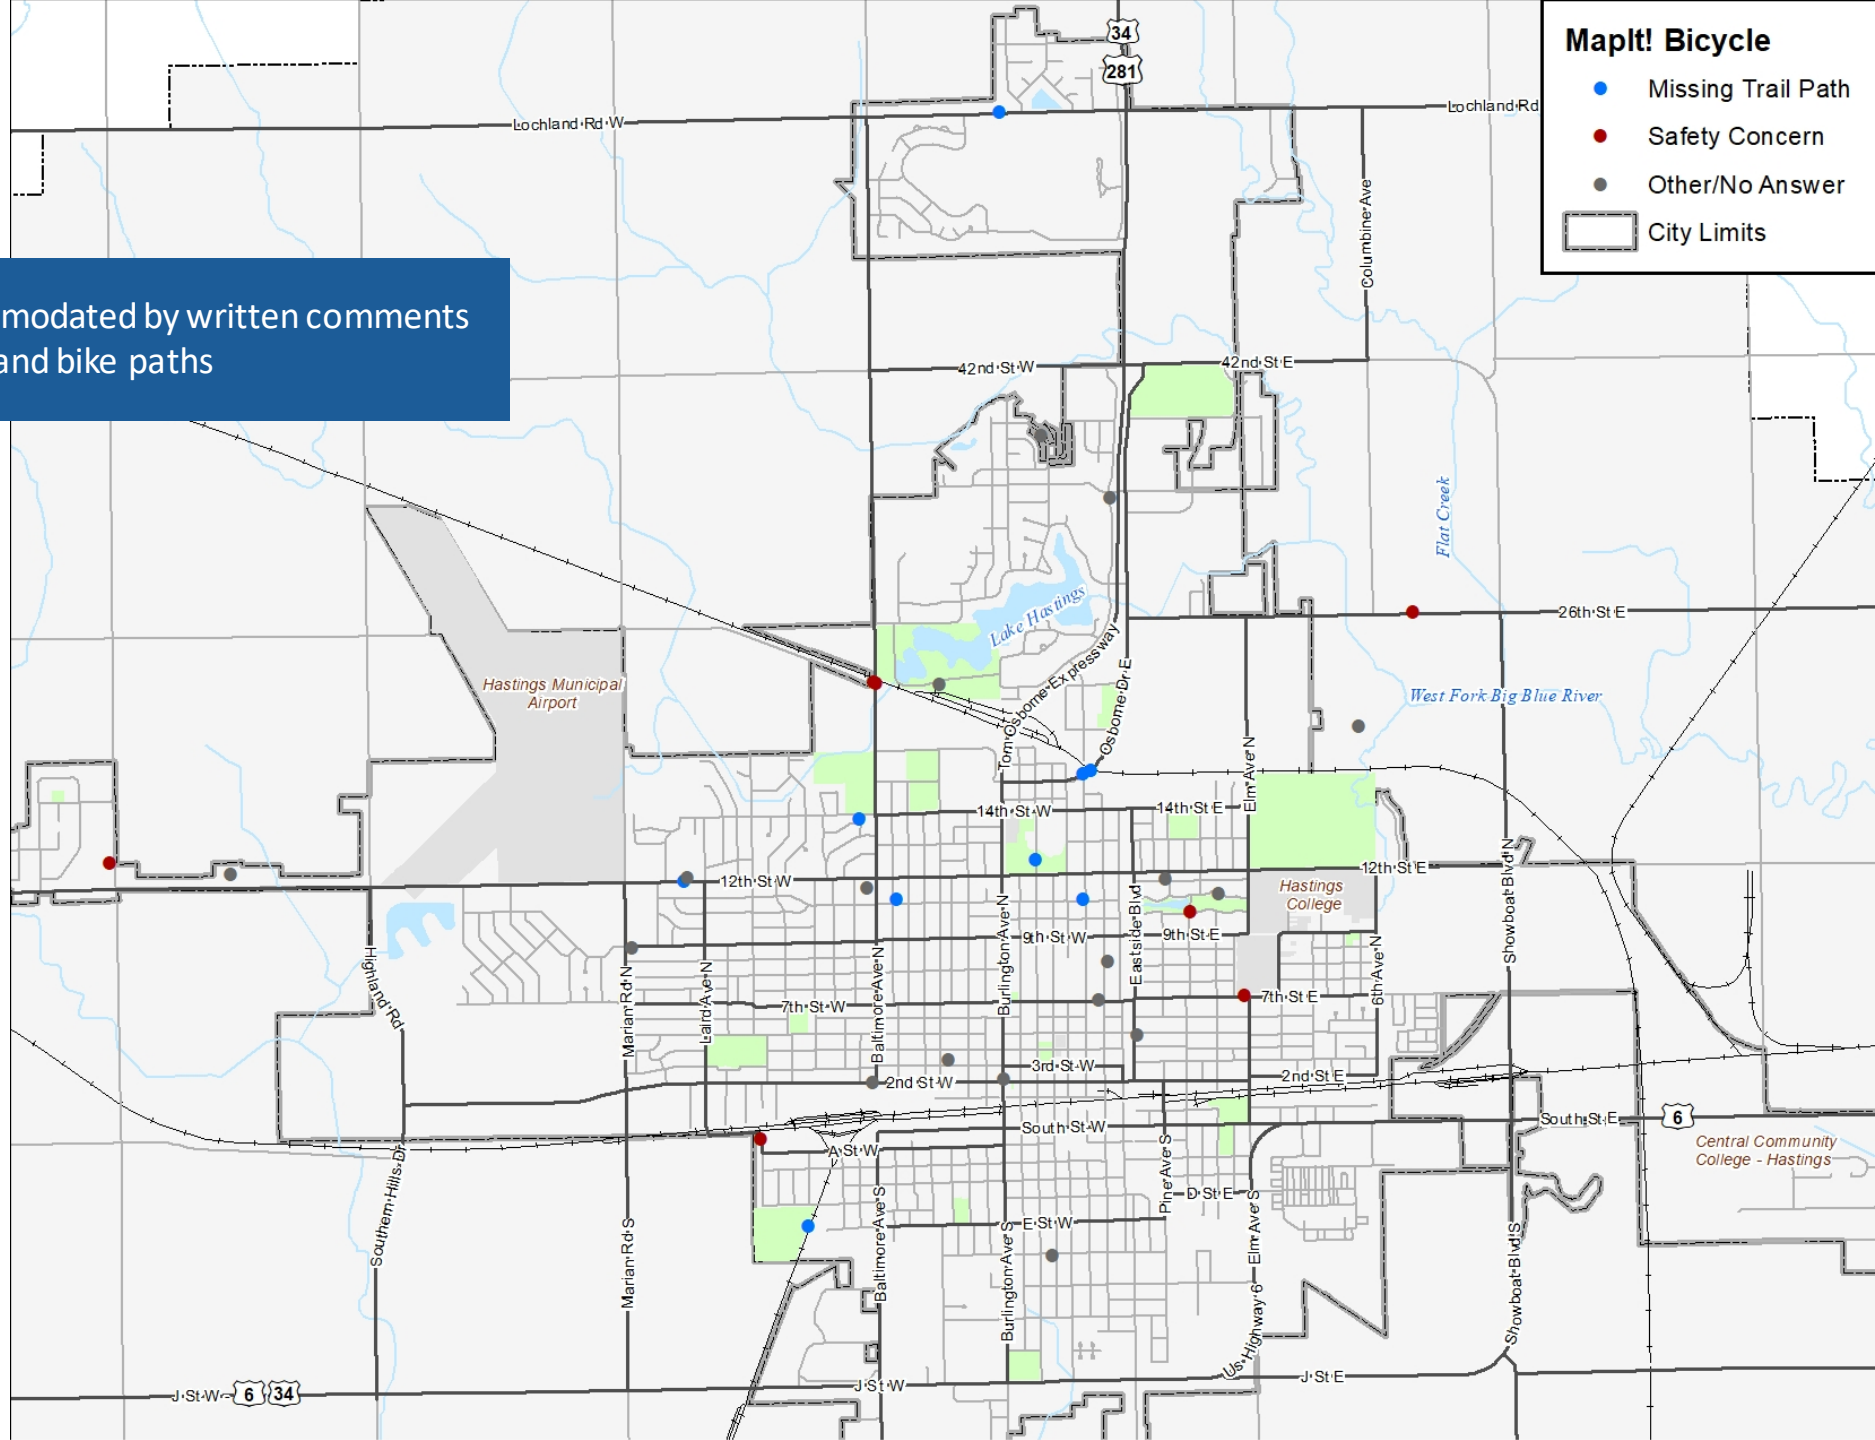 34
281
MapIt! Bicycle
Missing Trail Path
Safety Concern
Other/No Answer
City Limits
Lochland Rd W
Lochland Rd
Columbine Ave
modated by written comments
and bike paths
42nd St W
42nd St E
Flat Creek
Lake Hastings
26th St E
Tom Osborne Expressway
Osborne Dr E
Hastings Municipal
Airport
West Fork Big Blue River
Elm Ave N
14th St W
14th St E
12th St W
12th St E
Hastings
College
Showboat Blvd N
Eastside Blvd
Burlington Ave N
9th St W
9th St E
Highland Rd
Marian Rd N
Laird Ave N
Baltimore Ave N
6th Ave N
7th St W
7th St E
3rd St W
2nd St W
2nd St E
South St W
South St E
6
A St W
Central Community
College - Hastings
Southern Hills Dr
Marian Rd S
Baltimore Ave S
Burlington Ave S
Pine Ave S
D St E
E St W
Elm Ave S
Us Highway 6
Showboat Blvd S
J St W
6
34
J St W
J St E